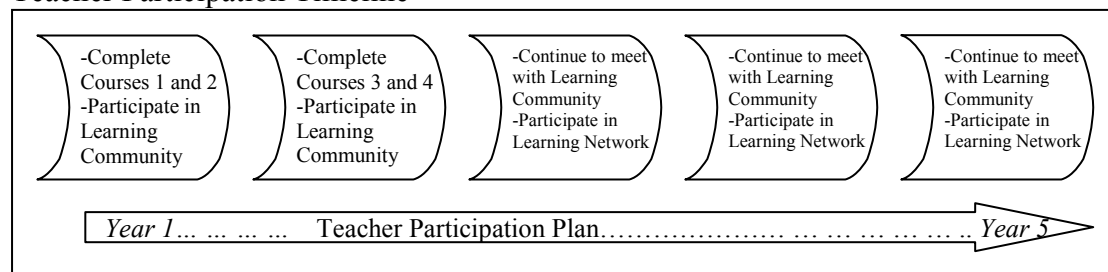 Teacher Participation Timeline
-Complete
Courses 1 and 2
-Participate in
Learning
Community
-Complete
Courses 3 and 4
-Participate in
Learning
Community
-Continue to meet
with Learning
Community
-Participate in
Learning Network
-Continue to meet
with Learning
Community
-Participate in
Learning Network
-Continue to meet
with Learning
Community
-Participate in
Learning Network
Year 1… … … … Teacher Participation Plan………………… … … … … … .. Year 5